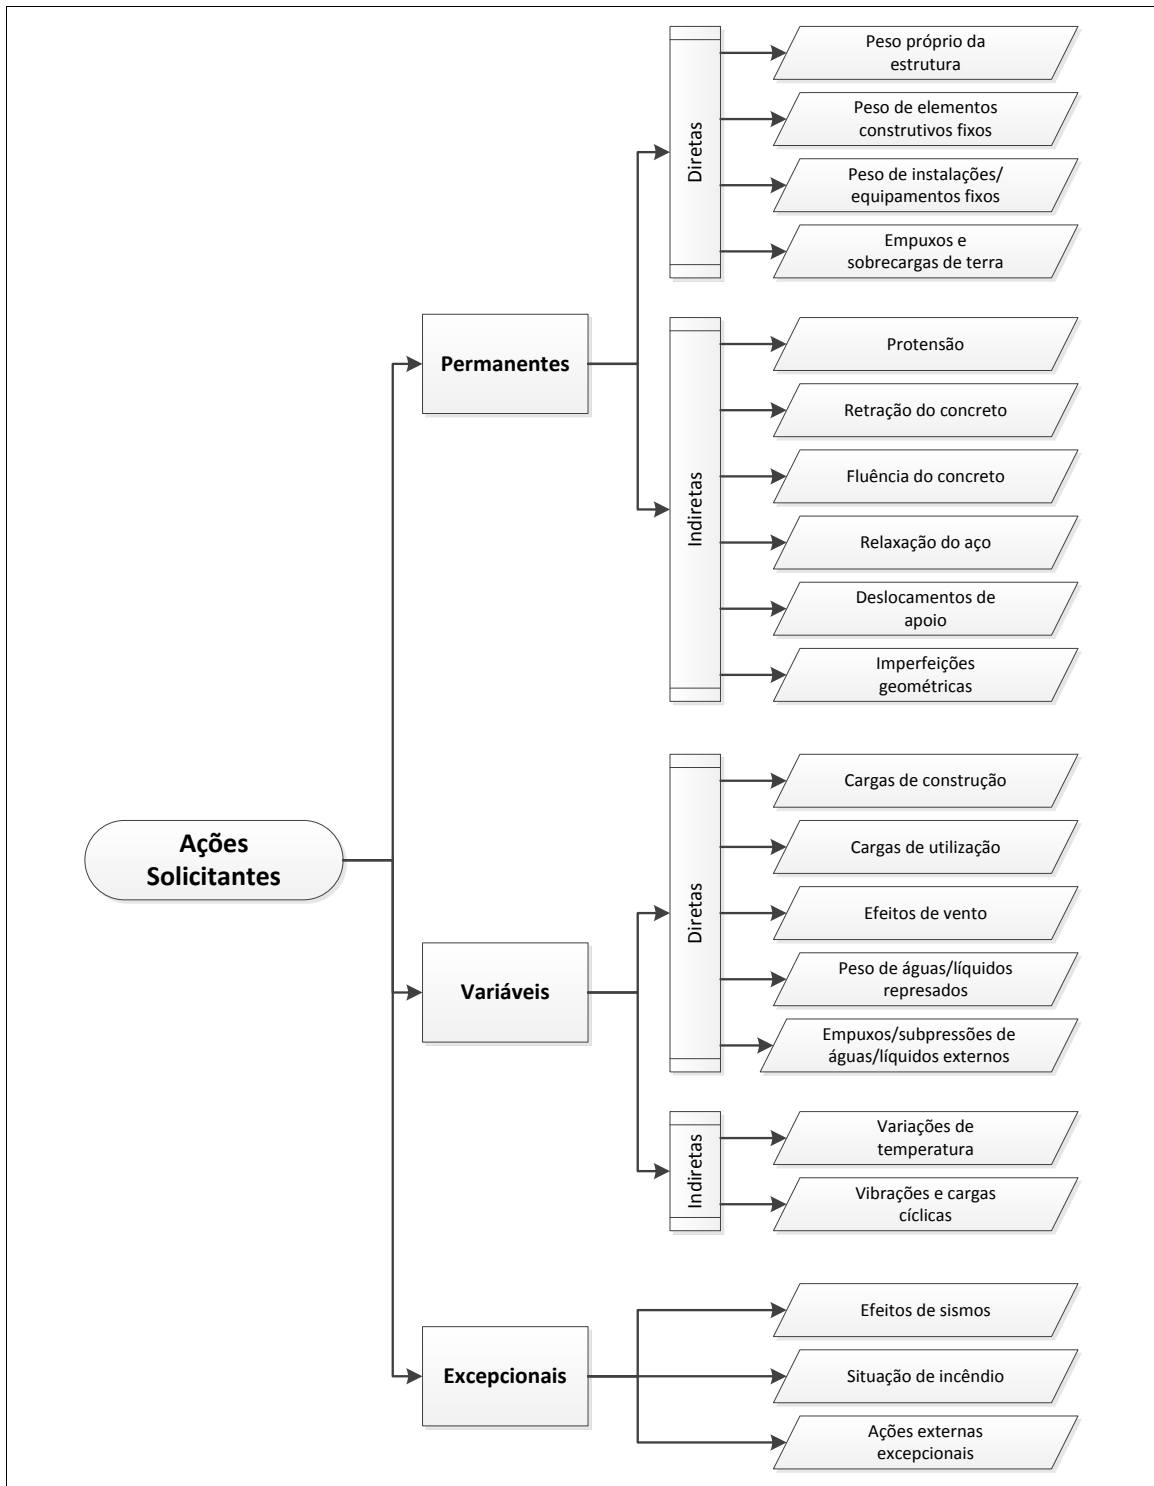 Ações
Solicitantes
Permanentes
Diretas
Peso próprio da
estrutura
Peso de elementos
construtivos fixos
Peso de instalações/
equipamentos fixos
Empuxos e
sobrecargas de terra
Indiretas
Protensão
Retração do concreto
Fluência do concreto
Relaxação do aço
Deslocamentos de
apoio
Imperfeições
geométricas
Variáveis
Diretas
Cargas de construção
Cargas de utilização
Efeitos de vento
Peso de águas/líquidos
represados
Empuxos/subpressões de
águas/líquidos externos
Indiretas
Variações de
temperatura
Vibrações e cargas
cíclicas
Excepcionais
Efeitos de sismos
Situação de incêndio
Ações externas
excepcionais